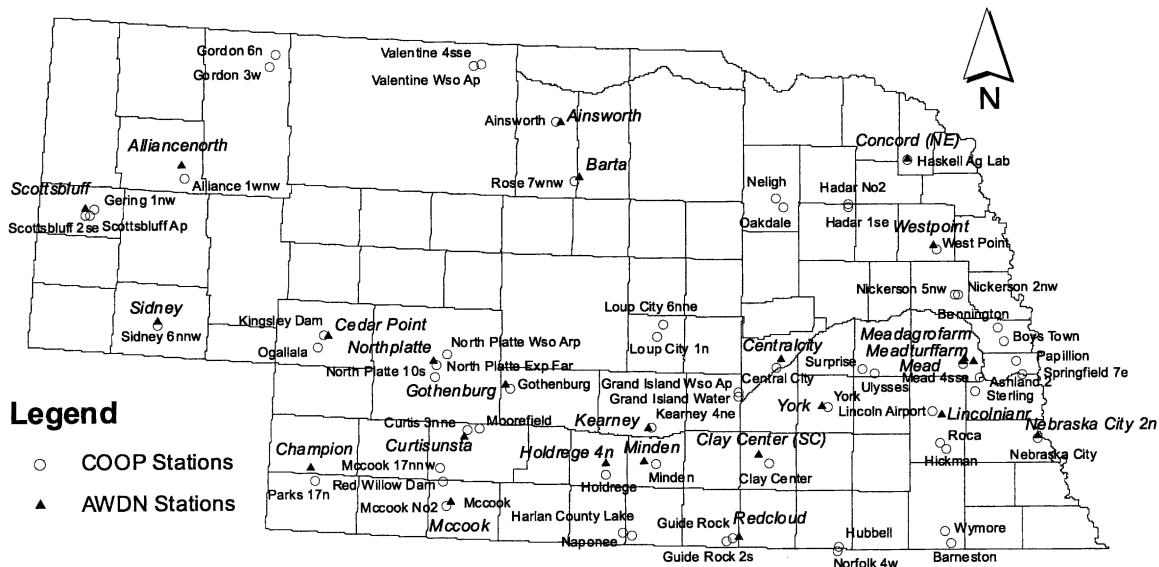 Gordon 6n
Gordon 3w
Valentine 4sse
Valentine Wso Ap
N
Ainsworth
Ainsworth
Alliancenorth
Alliance 1wnw
Barta
Rose 7wnw
Concord (NE)
Haskell Ag Lab
Scottsbluff
Gering 1nw
Scottsbluff 2se
Scottsbluff Ap
Neligh
Oakdale
Hadar No2
Hadar 1se
Westpoint
West Point
Sidney
Sidney 6nnw
Kingsley Dam
Cedar Point
Ogallala
Northplatte
North Platte Wso Arp
North Platte Exp Far
North Platte 10s
Gothenburg
Gothenburg
Loup City 6nne
Loup City 1n
Nickerson 5nw
Nickerson 2nw
Bennington
Boys Town
Meadagrofarm
Meadturffarm
Mead
Mead 4sse
Papillion
Springfield 7e
Ashland 2
Sterling
Centralcity
Central City
Surprise
Ulysses
Grand Island Wso Ap
Grand Island Water
York
York
Lincoln Airport
Lincolnianr
Nebraska City 2n
Nebraska City
Roca
Hickman
Legend
COOP Stations
AWDN Stations
Curtis 3nne
Moorefield
Curtisunsta
Kearney
Kearney 4ne
Champion
Parks 17n
Mccook 17nnw
Red Willow Dam
Mccook No2
Mccook
Mccook
Holdrege 4n
Holdrege
Minden
Minden
Clay Center (SC)
Clay Center
Harlan County Lake
Naponee
Guide Rock
Redcloud
Guide Rock 2s
Hubbell
Norfolk 4w
Wymore
Barneston